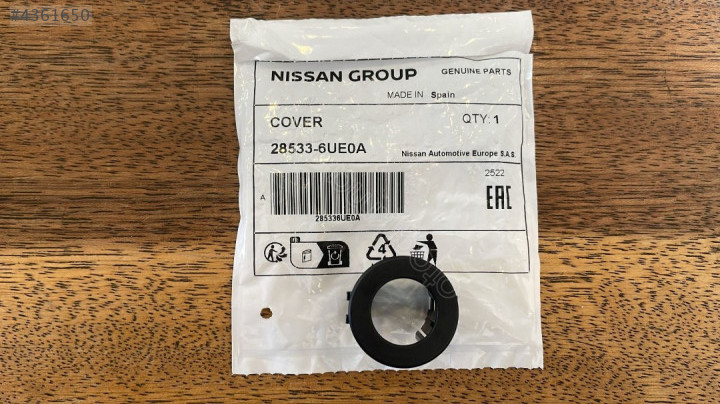 #4361650
NISSAN GROUP GENUINE PARTS
MADE IN Spain
COVER QTY: 1
28533-6UE0A Nissan Automotive Europe S.A.S
2522
A
285336UE0A
EAC
4